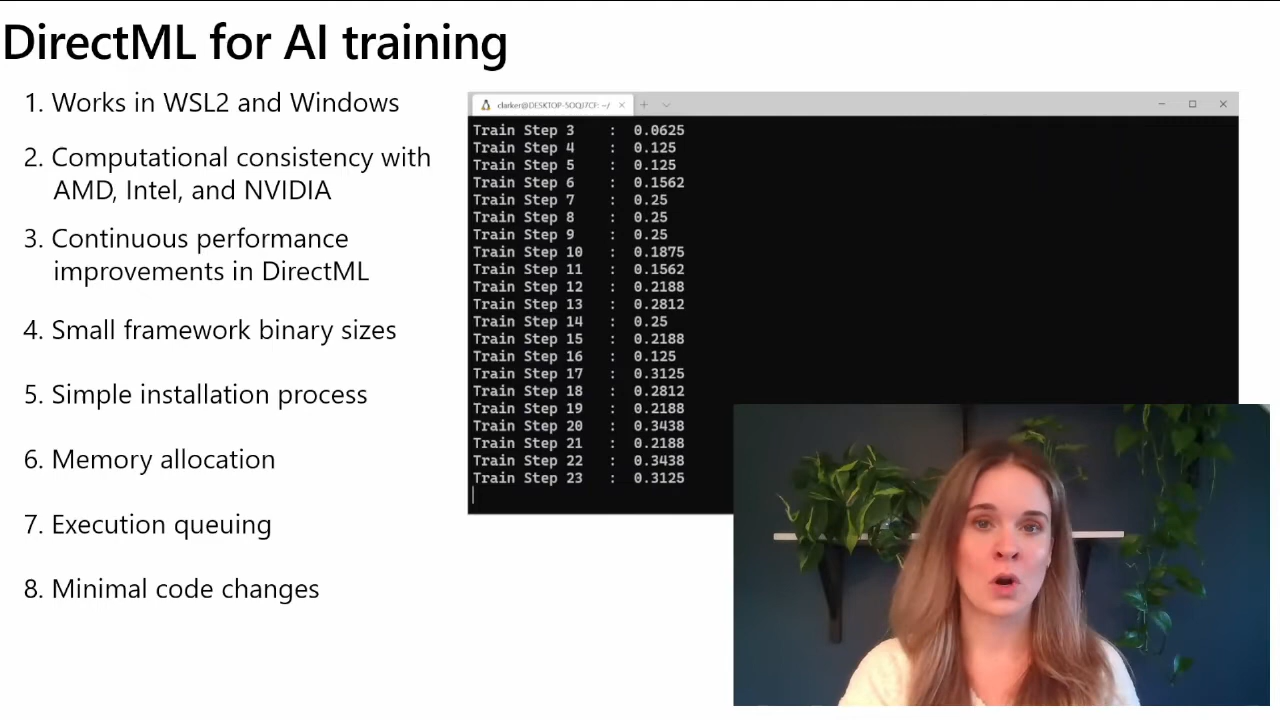 DirectML for AI training
1. Works in WSL2 and Windows
2. Computational consistency with
AMD, Intel, and NVIDIA
3. Continuous performance
improvements in DirectML
4. Small framework binary sizes
5. Simple installation process
6. Memory allocation
7. Execution queuing
8. Minimal code changes
clarker@DESKTOP-5OQJ7CF: ~/
Train Step 3 : 0.0625
Train Step 4 : 0.125
Train Step 5 : 0.125
Train Step 6 : 0.1562
Train Step 7 : 0.25
Train Step 8 : 0.25
Train Step 9 : 0.25
Train Step 10 : 0.1875
Train Step 11 : 0.1562
Train Step 12 : 0.2188
Train Step 13 : 0.2812
Train Step 14 : 0.25
Train Step 15 : 0.2188
Train Step 16 : 0.125
Train Step 17 : 0.3125
Train Step 18 : 0.2812
Train Step 19 : 0.2188
Train Step 20 : 0.3438
Train Step 21 : 0.2188
Train Step 22 : 0.3438
Train Step 23 : 0.3125